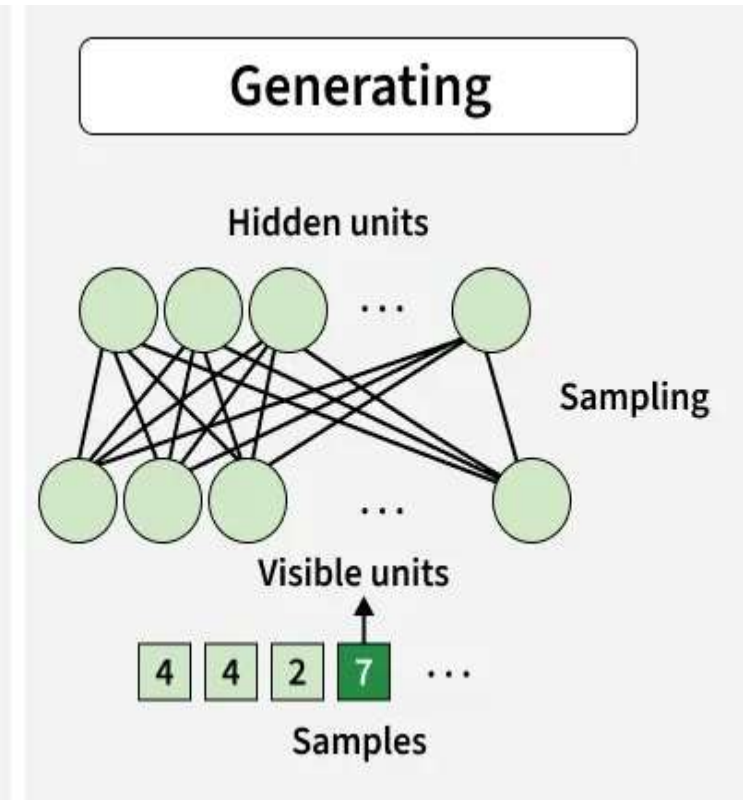 Generating
Hidden units
...
Sampling
...
Visible units
4 4 2 7 ...
Samples